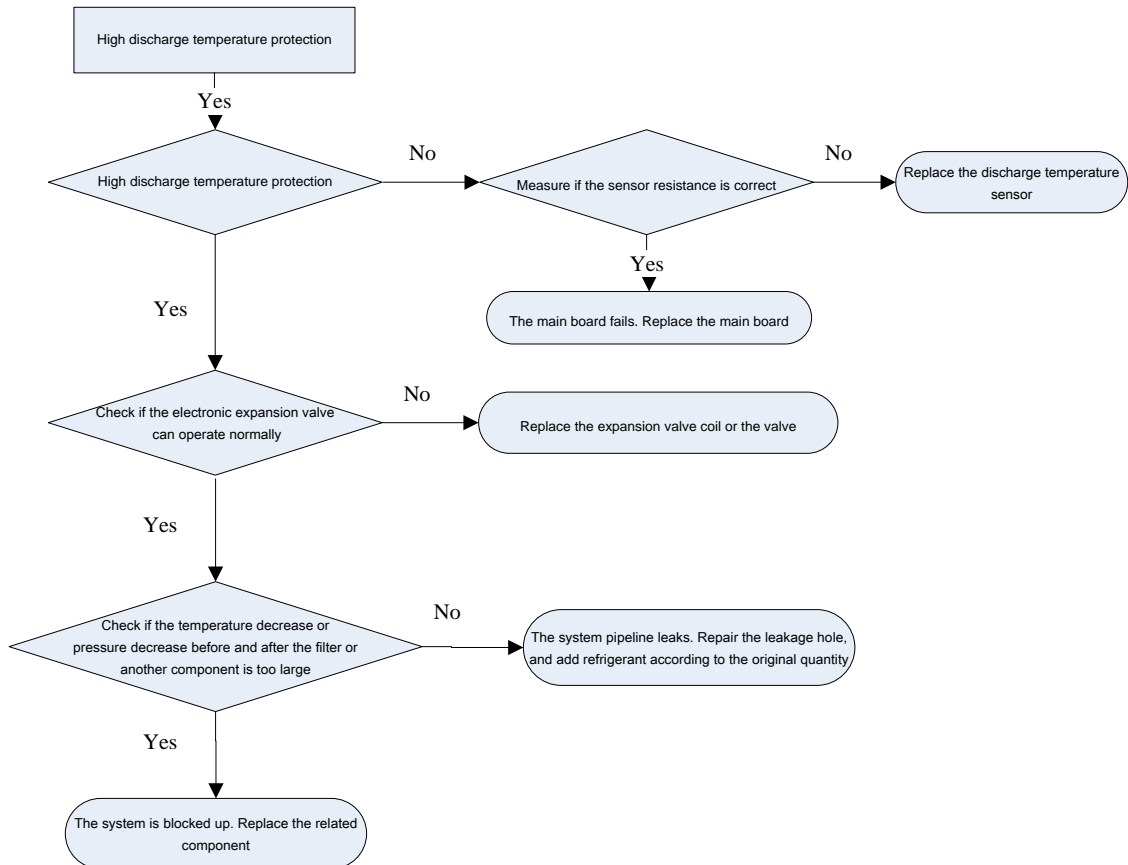 High discharge temperature protection
Yes
High discharge temperature protection
No
Measure if the sensor resistance is correct
No
Replace the discharge temperature
sensor
Yes
The main board fails. Replace the main board
Yes
Check if the electronic expansion valve
can operate normally
No
Replace the expansion valve coil or the valve
Yes
Check if the temperature decrease or
pressure decrease before and after the filter or
another component is too large
No
The system pipeline leaks. Repair the leakage hole,
and add refrigerant according to the original quantity
Yes
The system is blocked up. Replace the related
component